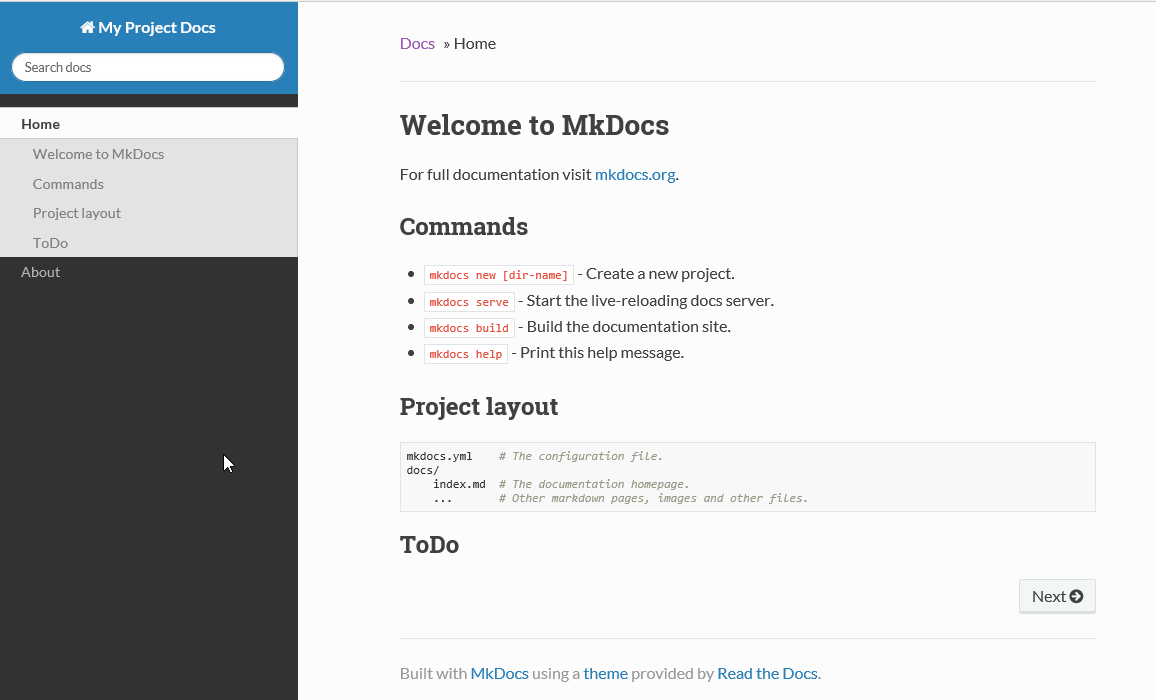 My Project Docs
Search docs
Home
Welcome to MkDocs
Commands
Project layout
ToDo
About
Docs » Home
Welcome to MkDocs
For full documentation visit mkdocs.org.
Commands
mkdocs new [dir-name] - Create a new project.
mkdocs serve - Start the live-reloading docs server.
mkdocs build - Build the documentation site.
mkdocs help - Print this help message.
Project layout
mkdocs.yml    # The configuration file.
docs/
    index.md  # The documentation homepage.
    ...       # Other markdown pages, images and other files.
ToDo
Next
Built with MkDocs using a theme provided by Read the Docs.